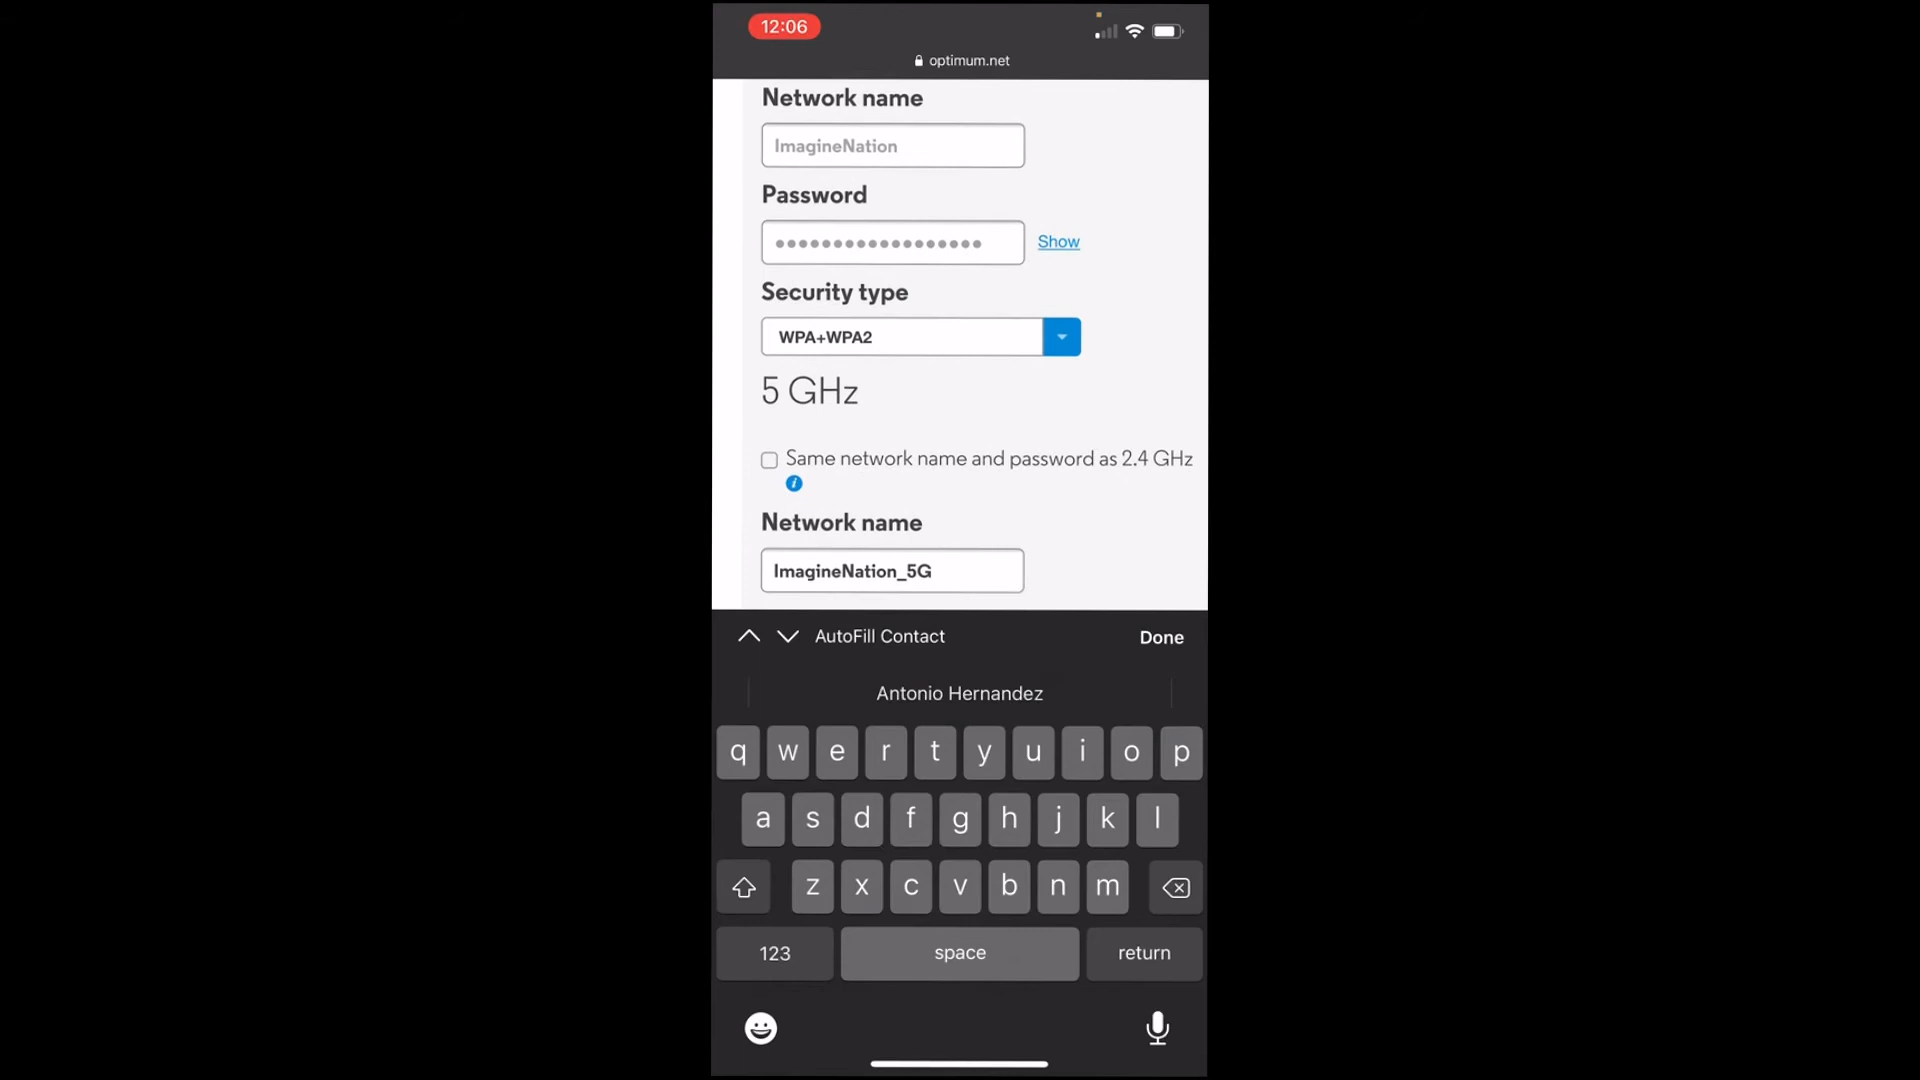 12:06
optimum.net
Network name
ImagineNation
Password
Show
Security type
WPA+WPA2
5 GHz
Same network name and password as 2.4 GHz
i
Network name
ImagineNation_5G
AutoFill Contact
Done
Antonio Hernandez
q w e r t y u i o p
a s d f g h j k l
z x c v b n m
123 space return